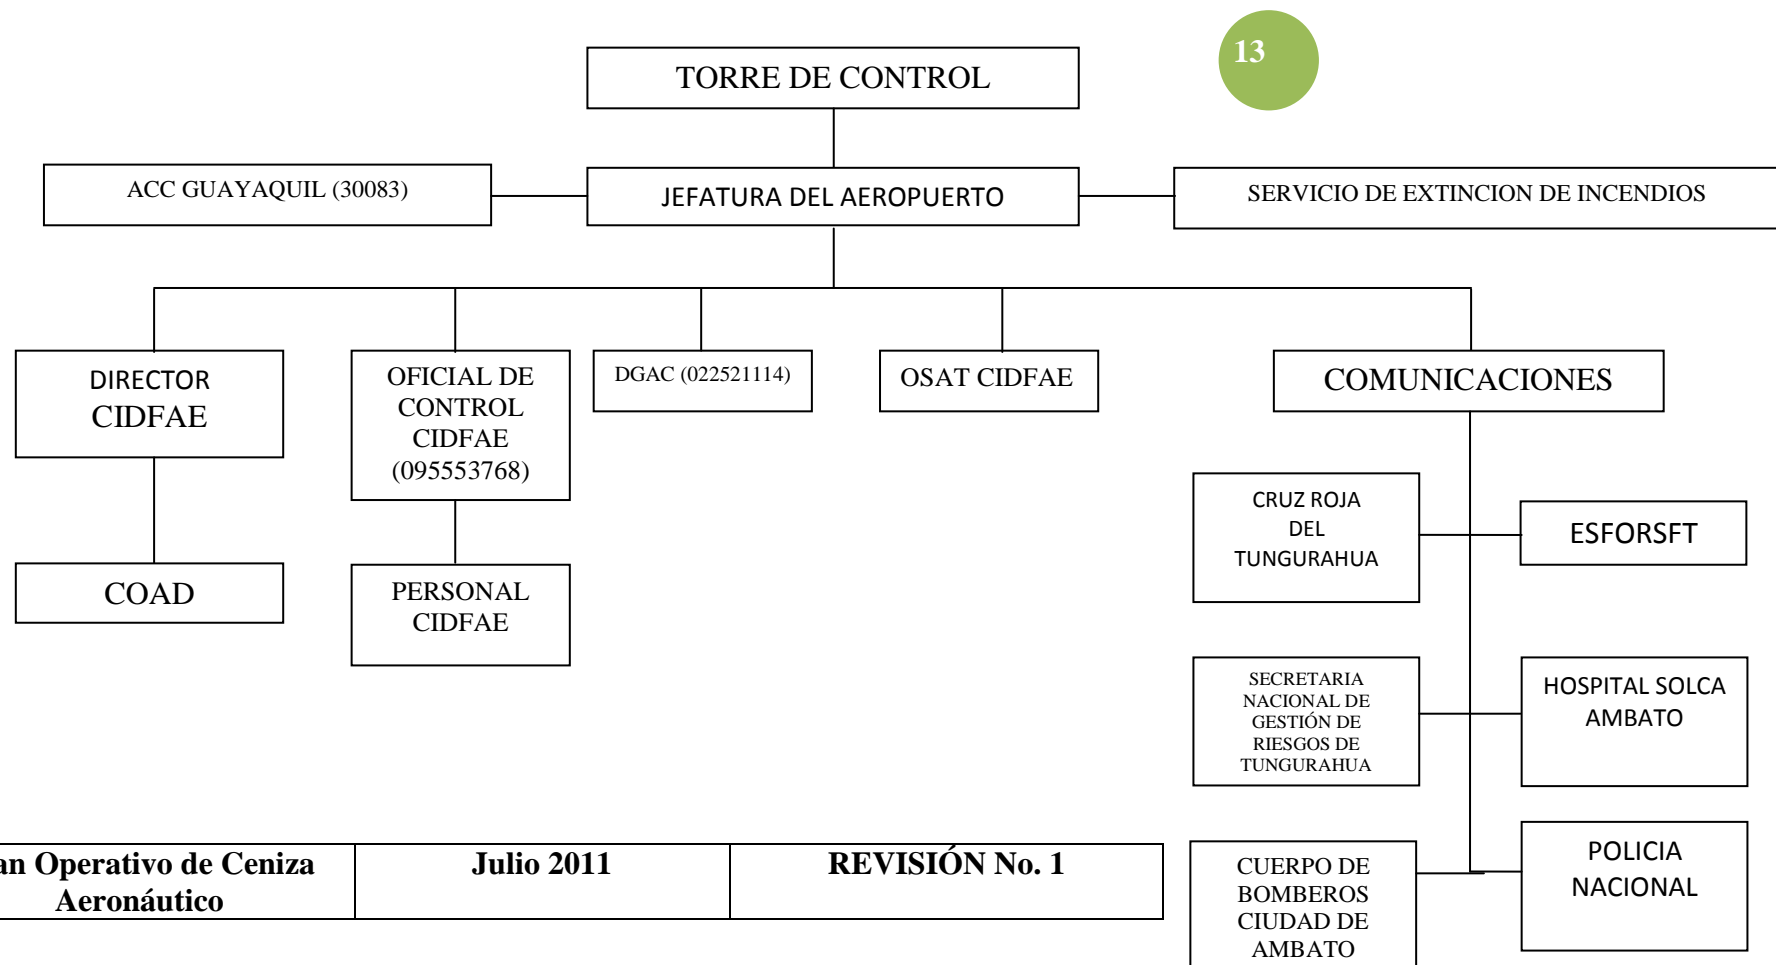 13
TORRE DE CONTROL
ACC GUAYAQUIL (30083)
JEFATURA DEL AEROPUERTO
SERVICIO DE EXTINCION DE INCENDIOS
DIRECTOR
CIDFAE
OFICIAL DE
CONTROL
CIDFAE
(095553768)
DGAC (022521114)
OSAT CIDFAE
COMUNICACIONES
COAD
PERSONAL
CIDFAE
CRUZ ROJA
DEL
TUNGURAHUA
ESFORSFT
SECRETARIA
NACIONAL DE
GESTIÓN DE
RIESGOS DE
TUNGURAHUA
HOSPITAL SOLCA
AMBATO
CUERPO DE
BOMBEROS
CIUDAD DE
AMBATO
POLICIA
NACIONAL
an Operativo de Ceniza
Aeronáutico
Julio 2011
REVISIÓN No. 1